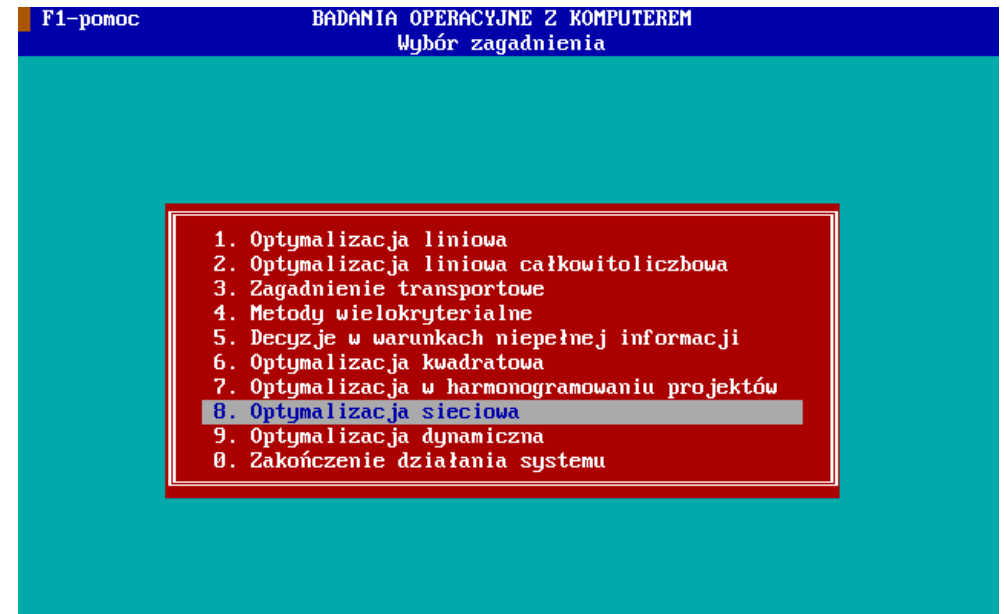 F1-pomoc BADANIA OPERACYJNE Z KOMPUTEREM
Wybór zagadnienia
1. Optymalizacja liniowa
2. Optymalizacja liniowa całkowitoliczbowa
3. Zagadnienie transportowe
4. Metody wielokryterialne
5. Decyzje w warunkach niepełnej informacji
6. Optymalizacja kwadratowa
7. Optymalizacja w harmonogramowaniu projektów
8. Optymalizacja sieciowa
9. Optymalizacja dynamiczna
0. Zakończenie działania systemu